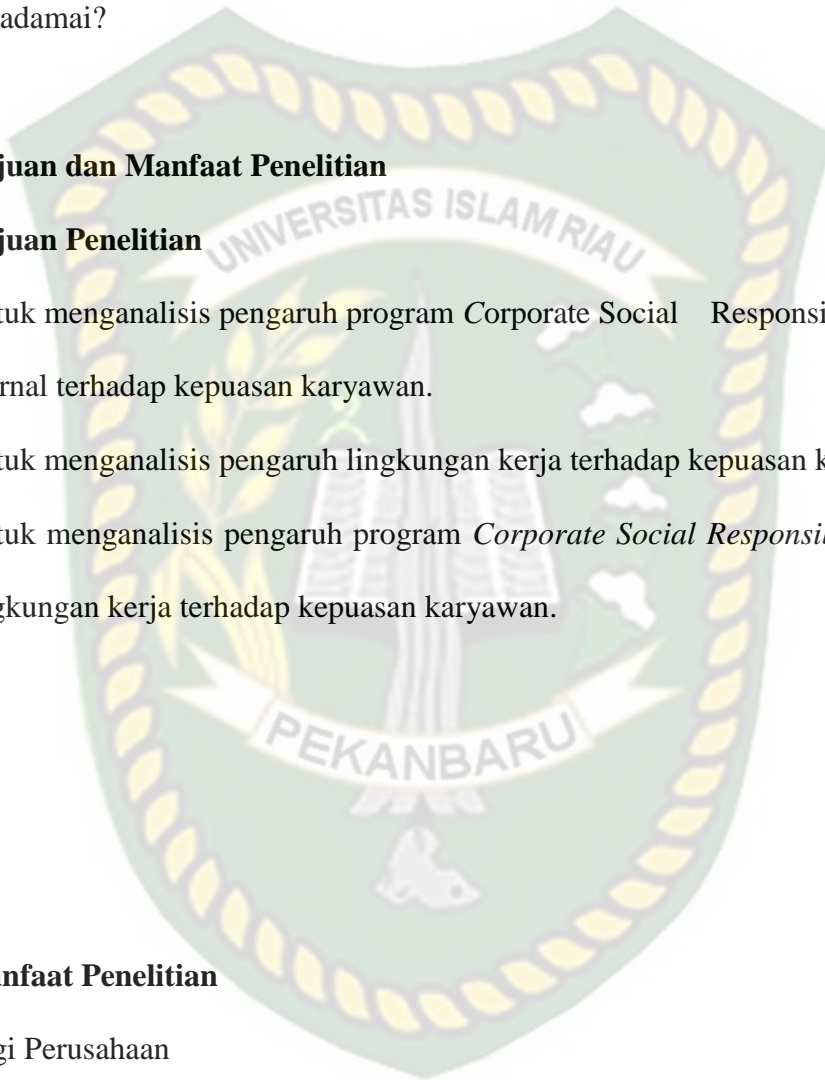 adamai?
juan dan Manfaat Penelitian
juan Penelitian
UNIVERSITAS ISLAM RIAU
tuk menganalisis pengaruh program Corporate Social Responsi
rnal terhadap kepuasan karyawan.
tuk menganalisis pengaruh lingkungan kerja terhadap kepuasan k
tuk menganalisis pengaruh program Corporate Social Responsi
gkungan kerja terhadap kepuasan karyawan.
PEKANBARU
nfaat Penelitian
gi Perusahaan